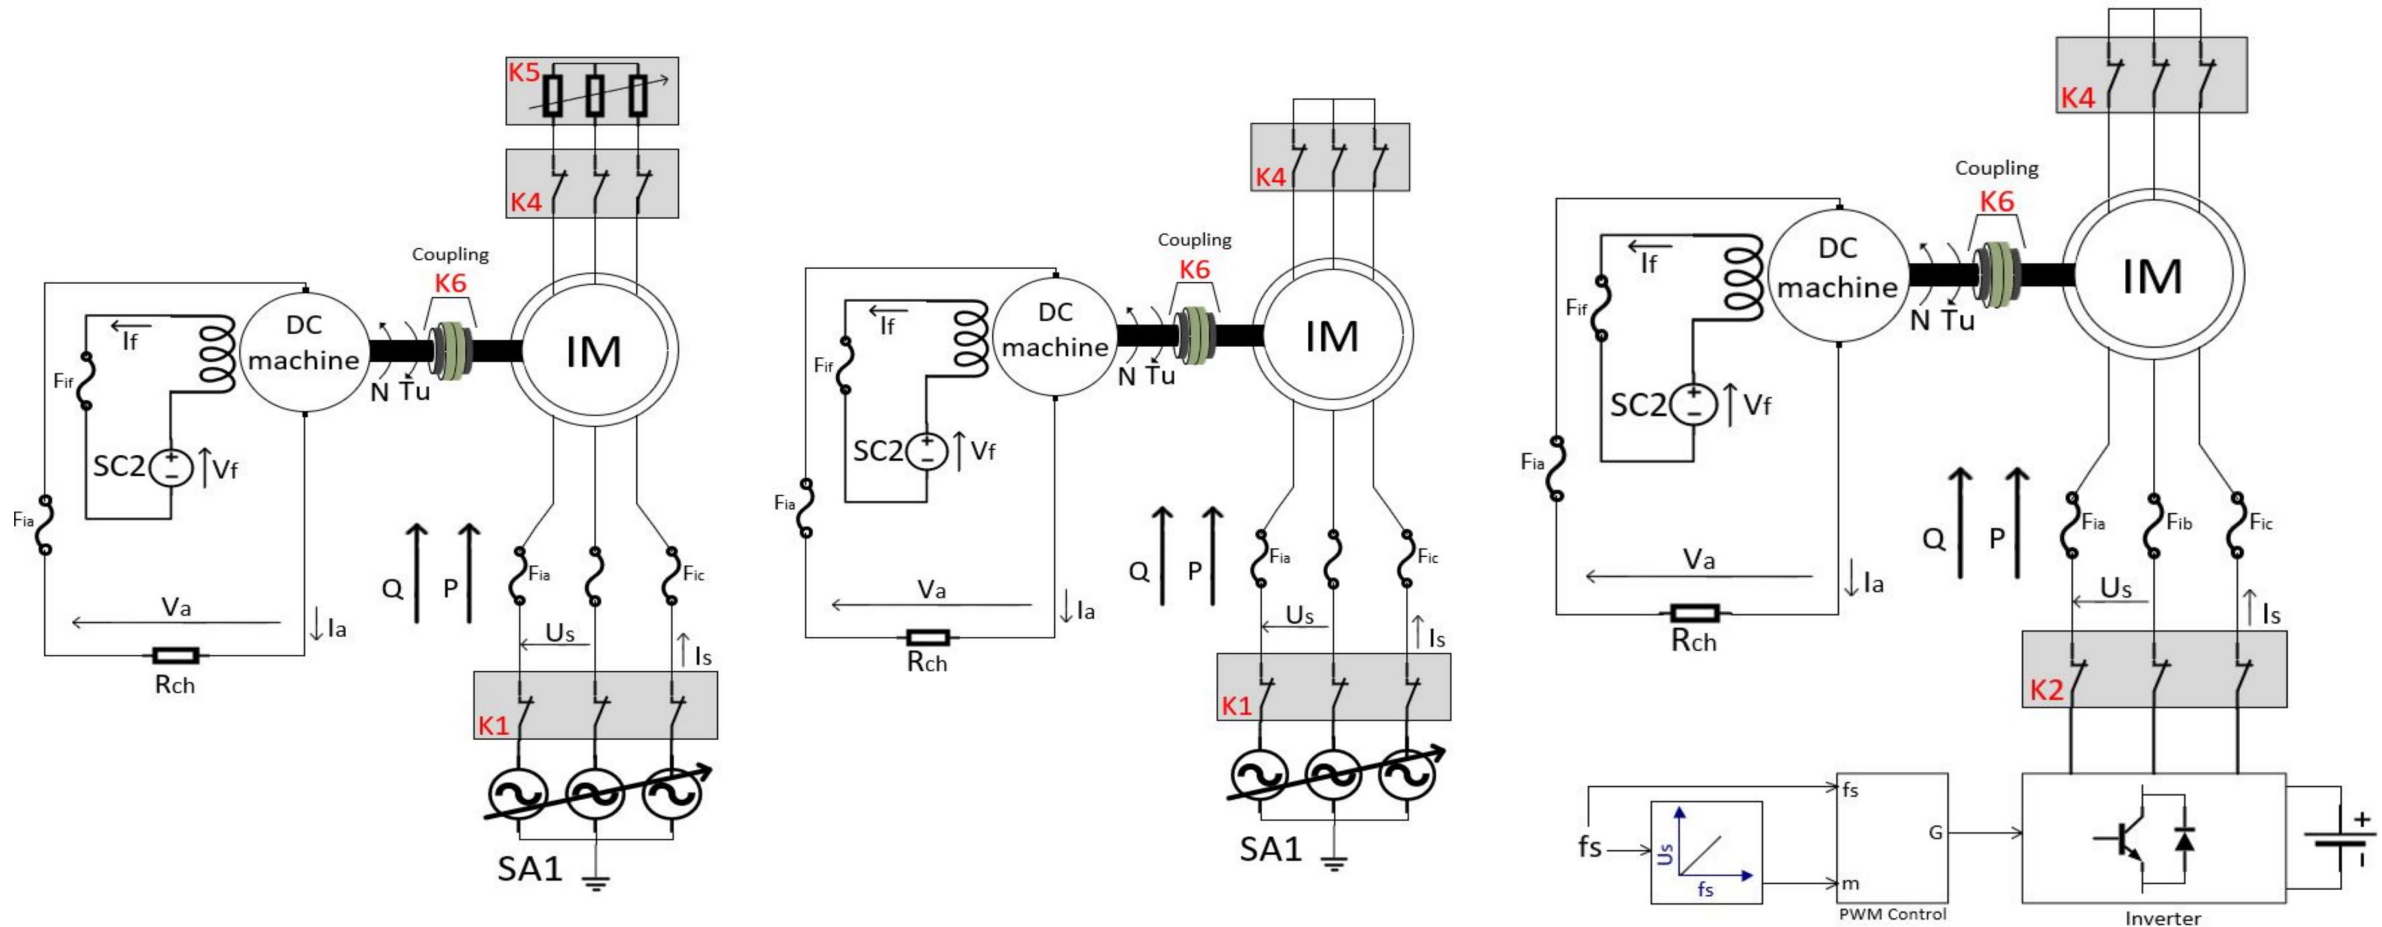 K5
K4
Coupling
K6
If
DC
machine
IM
Fif
N Tu
SC2
Vf
Fia
Q
P
Fia
Fic
Va
Ia
Us
Is
Rch
K1
SA1
K4
Coupling
K6
If
DC
machine
IM
Fif
N Tu
SC2
Vf
Fia
Q
P
Fia
Fic
Va
Ia
Us
Is
Rch
K1
SA1
K4
Coupling
K6
If
DC
machine
IM
Fif
N Tu
SC2
Vf
Fia
Q
P
Fia
Fib
Fic
Va
Ia
Us
Is
Rch
K2
fs
Us
fs
fs
G
m
PWM Control
Inverter